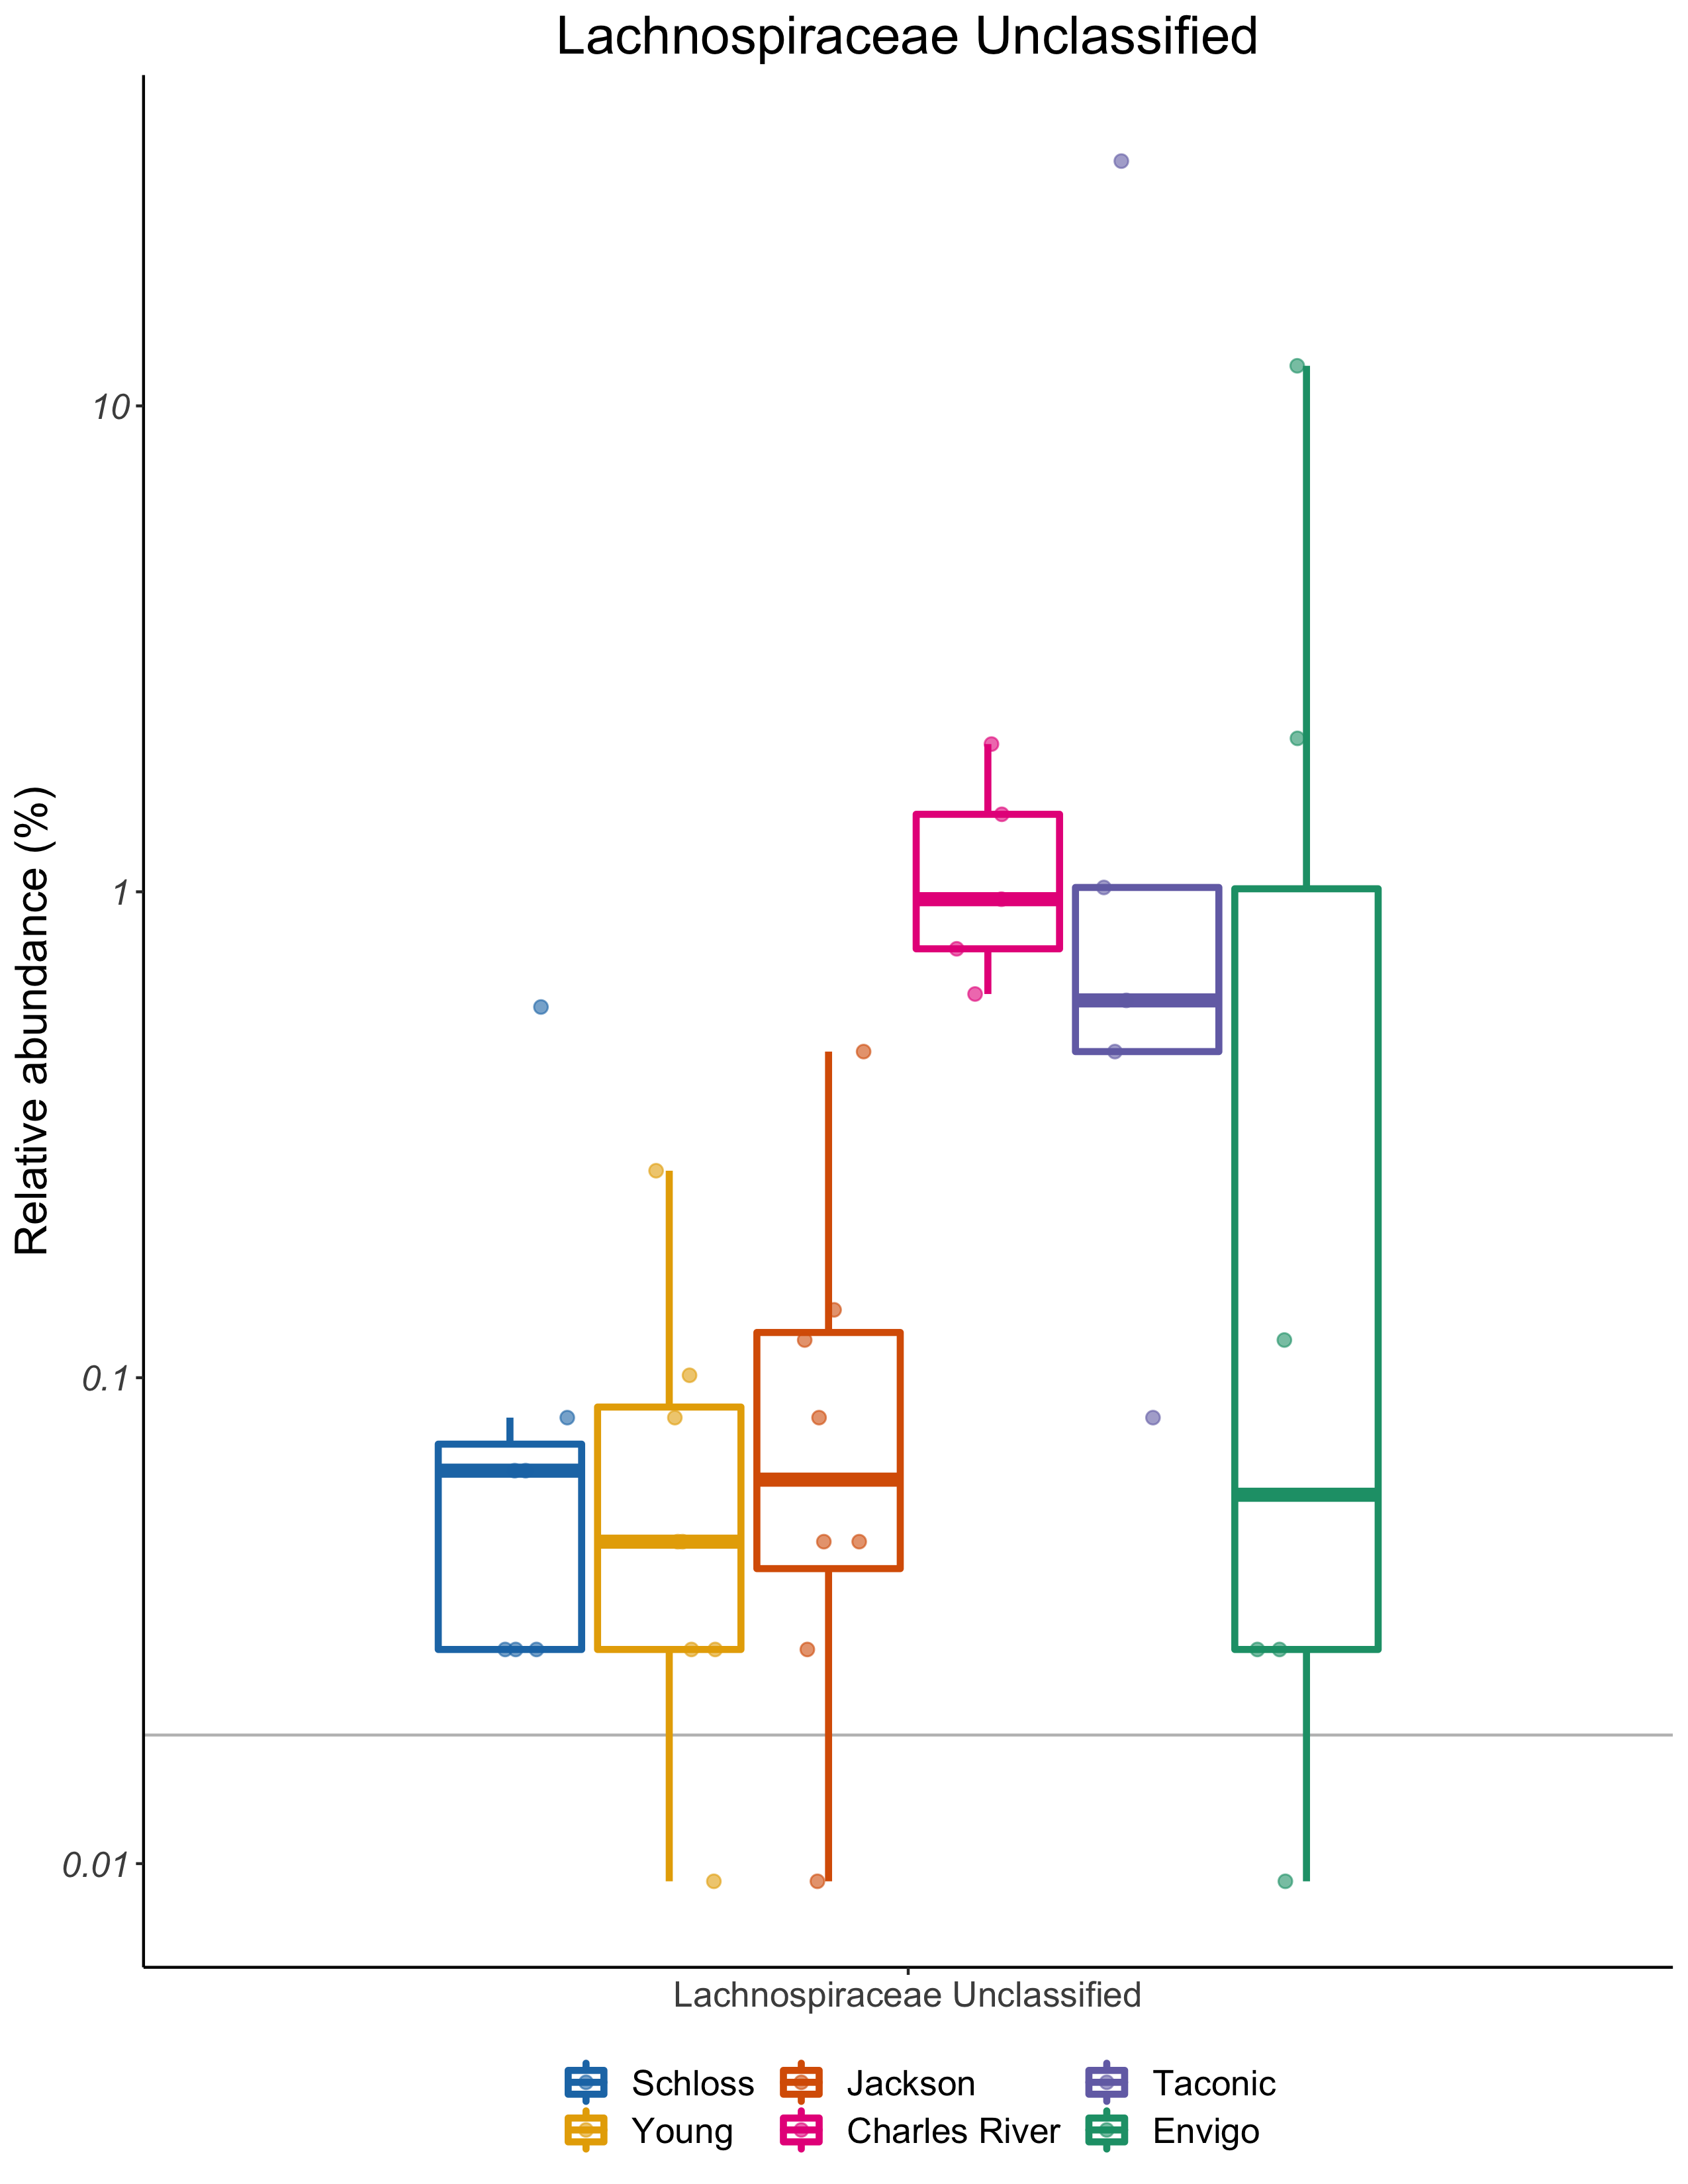 Lachnospiraceae Unclassified
Relative abundance (%)
10
1
0.1
0.01
Lachnospiraceae Unclassified
Schloss
Jackson
Taconic
Young
Charles River
Envigo